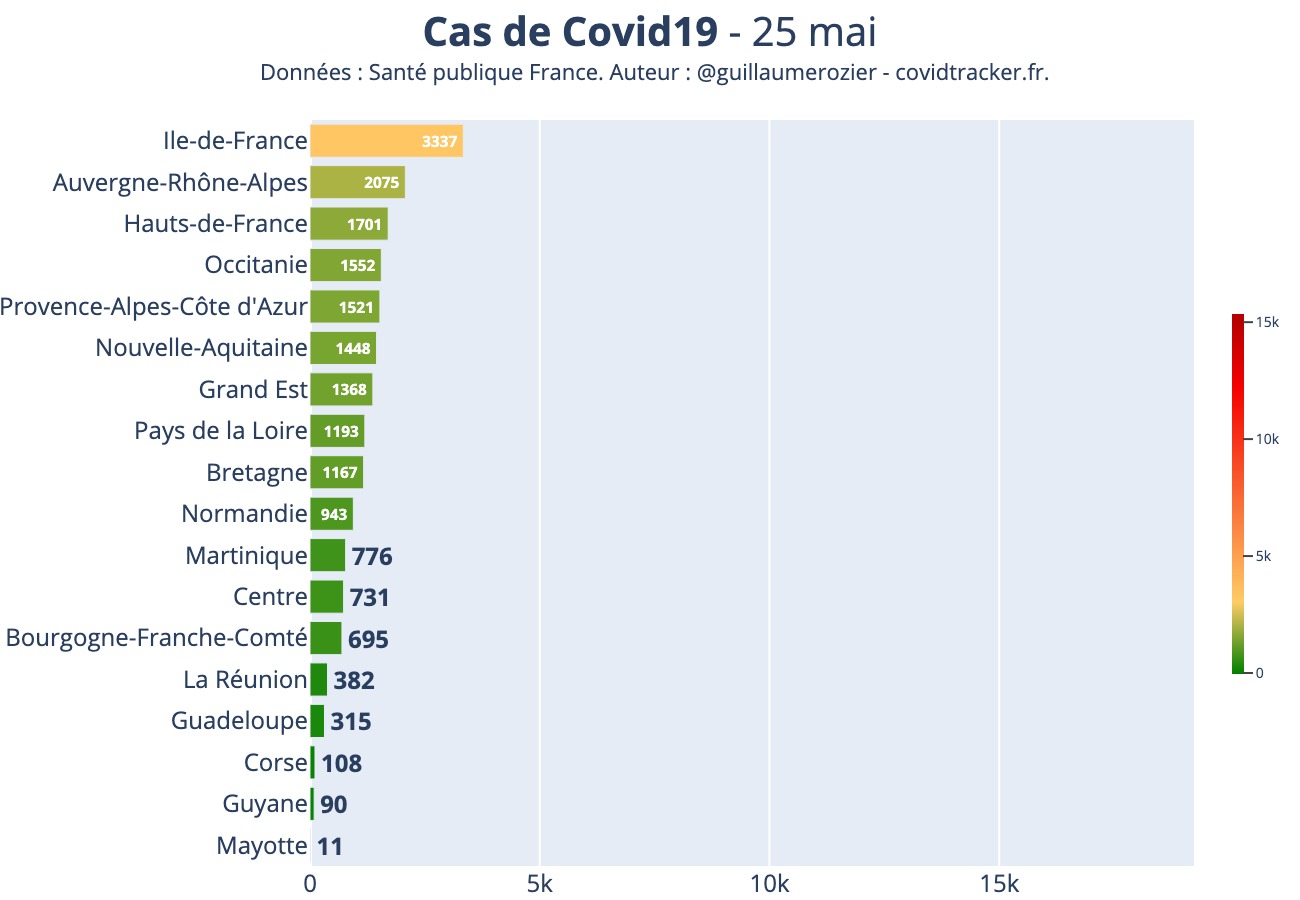 Cas de Covid19 - 25 mai
Données : Santé publique France. Auteur : @guillaumerozier - covidtracker.fr.
Ile-de-France 3337
Auvergne-Rhône-Alpes 2075
Hauts-de-France 1701
Occitanie 1552
Provence-Alpes-Côte d'Azur 1521
Nouvelle-Aquitaine 1448
Grand Est 1368
Pays de la Loire 1193
Bretagne 1167
Normandie 943
Martinique 776
Centre 731
Bourgogne-Franche-Comté 695
La Réunion 382
Guadeloupe 315
Corse 108
Guyane 90
Mayotte 11
0 5k 10k 15k
15k
10k
5k
0